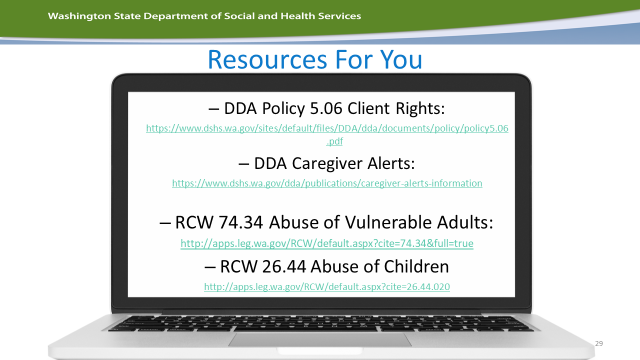 Washington State Department of Social and Health Services
Resources For You
– DDA Policy 5.06 Client Rights:
https://www.dshs.wa.gov/sites/default/files/DDA/dda/documents/policy/policy5.06
.pdf
– DDA Caregiver Alerts:
https://www.dshs.wa.gov/dda/publications/caregiver-alerts-information
– RCW 74.34 Abuse of Vulnerable Adults:
http://apps.leg.wa.gov/RCW/default.aspx?cite=74.34&full=true
– RCW 26.44 Abuse of Children
http://apps.leg.wa.gov/RCW/default.aspx?cite=26.44.020
29